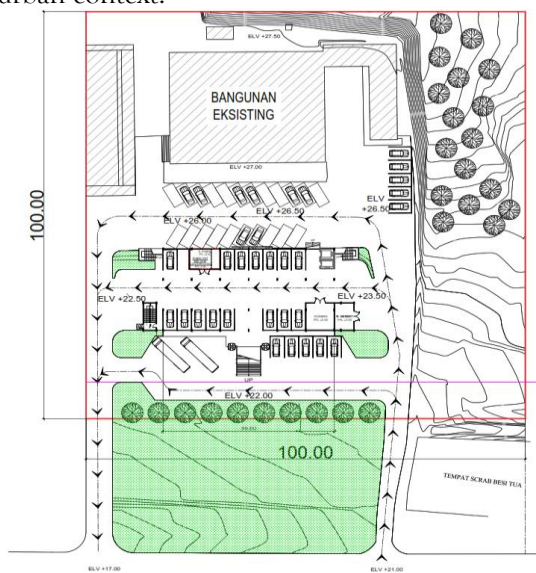 urban context.
ELV +27.50
BANGUNAN
EKSISTING
ELV +27.00
100.00
ELV
+26.50
ELV +26.50
ELV +26.00
ELV +22.50
ELV +23.50
UP
ELV +22.00
100.00
TEMPAT SCRAB BESI TUA
ELV +17.00
ELV +21.00